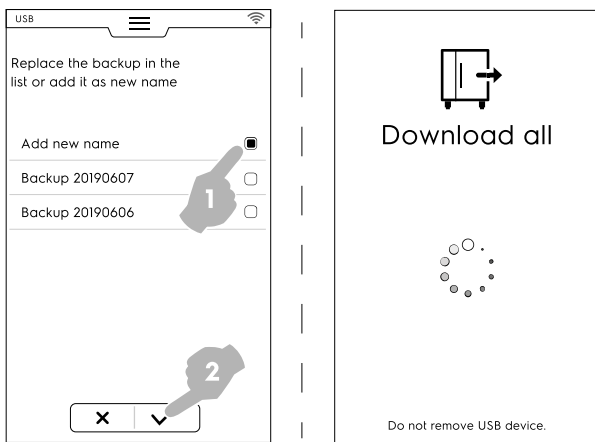 USB
Replace the backup in the
list or add it as new name
Add new name
1
Backup 20190607
Backup 20190606
2
Download all
Do not remove USB device.